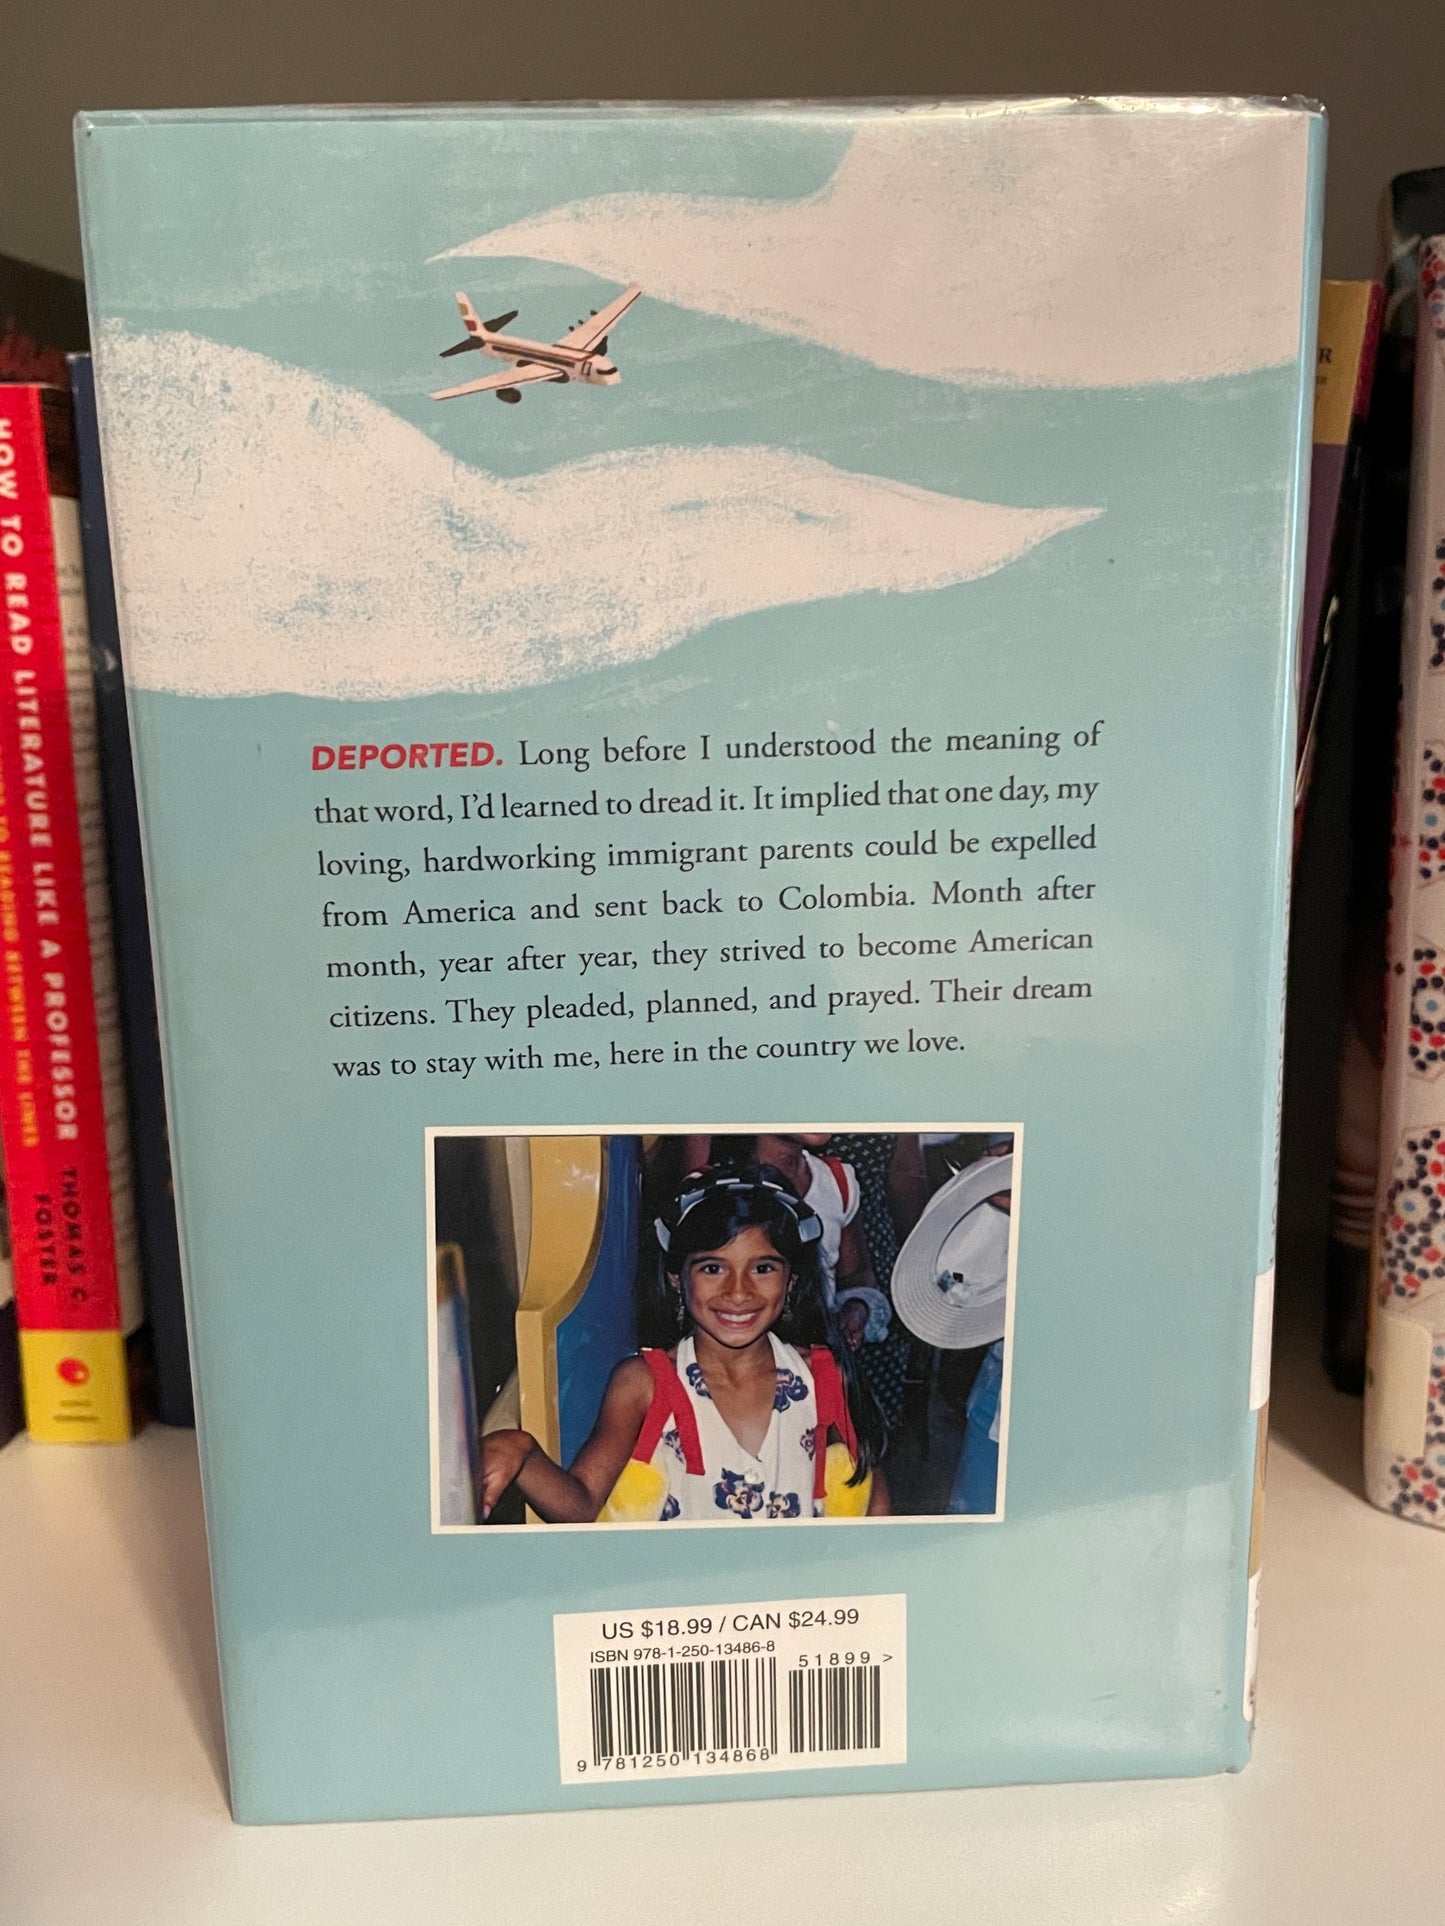 DEPORTED. Long before I understood the meaning of
that word, I'd learned to dread it. It implied that one day, my
loving, hardworking immigrant parents could be expelled
from America and sent back to Colombia. Month after
month, year after year, they strived to become American
citizens. They pleaded, planned, and prayed. Their dream
was to stay with me, here in the country we love.
US $18.99 / CAN $24.99
ISBN 978-1-250-13486-8
51899 >
9 781250 134868
HOW TO READ LITERATURE LIKE A PROFESSOR
THOMAS C.
FOSTER
READING BETWEEN THE LINES
R